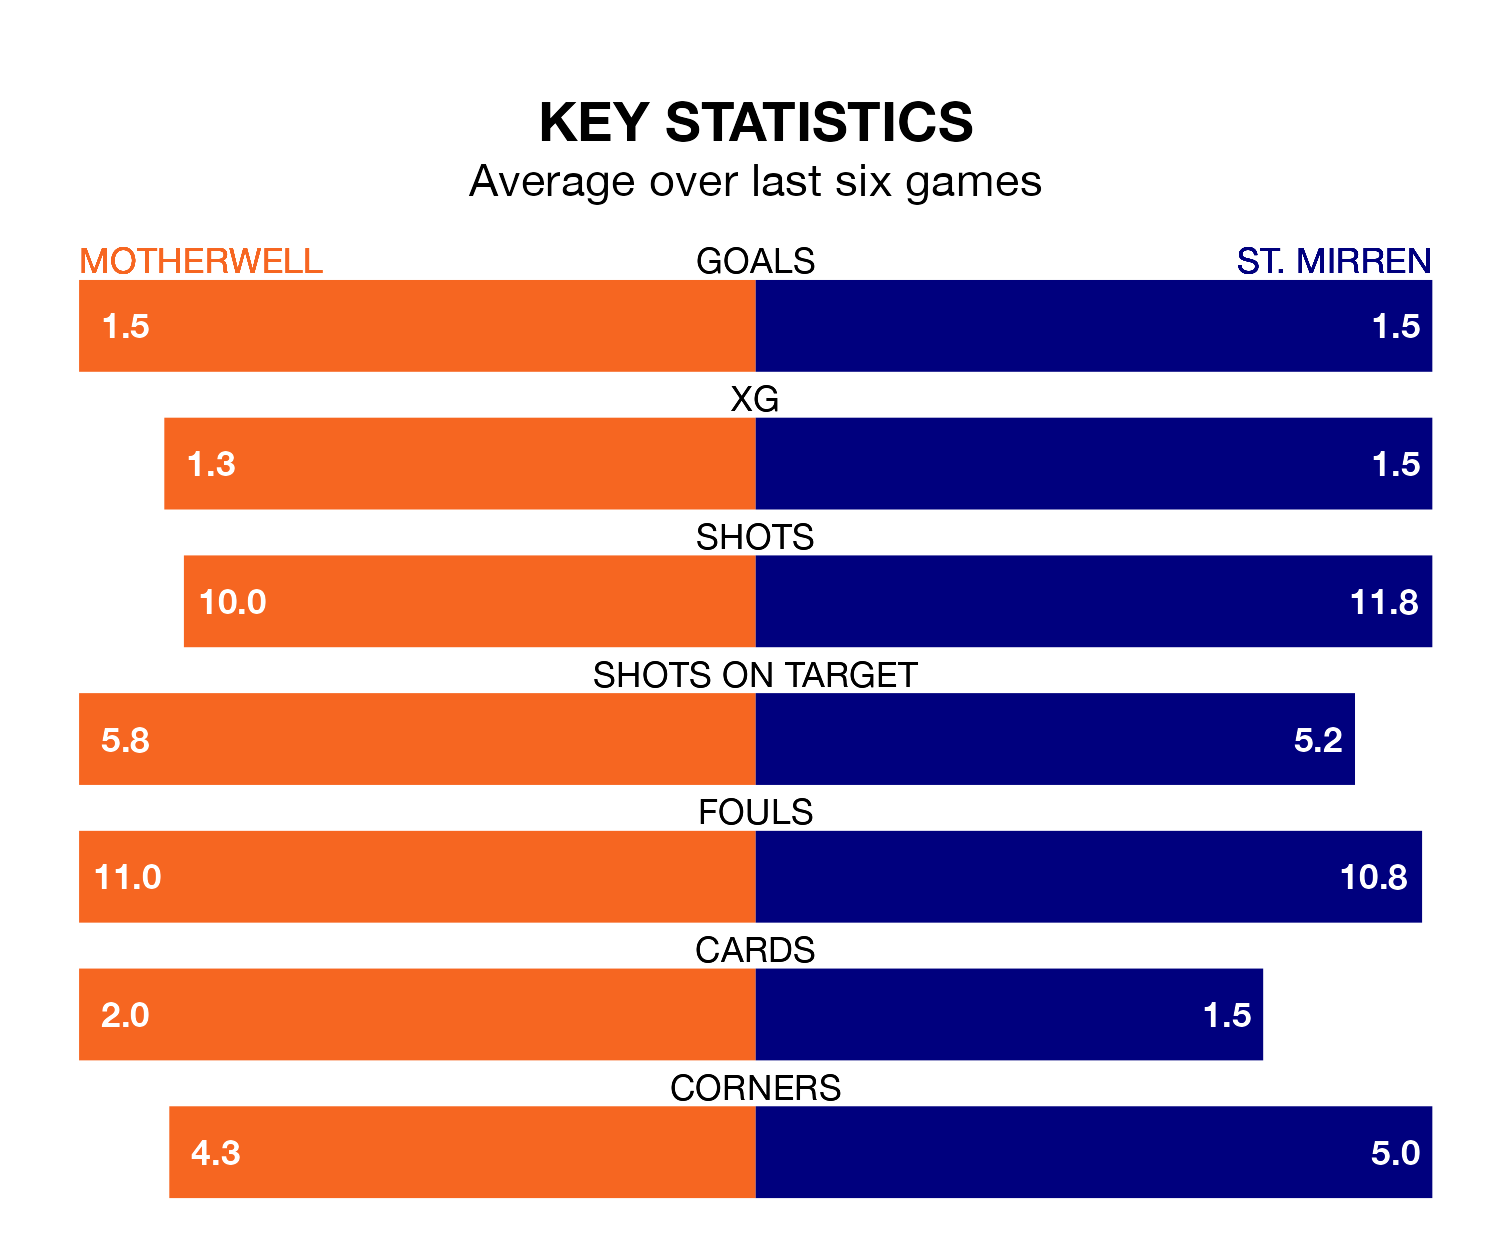 KEY STATISTICS
Average over last six games
MOTHERWELL GOALS ST. MIRREN
1.5 1.5
XG
1.3 1.5
SHOTS
10.0 11.8
SHOTS ON TARGET
5.8 5.2
FOULS
11.0 10.8
CARDS
2.0 1.5
CORNERS
4.3 5.0